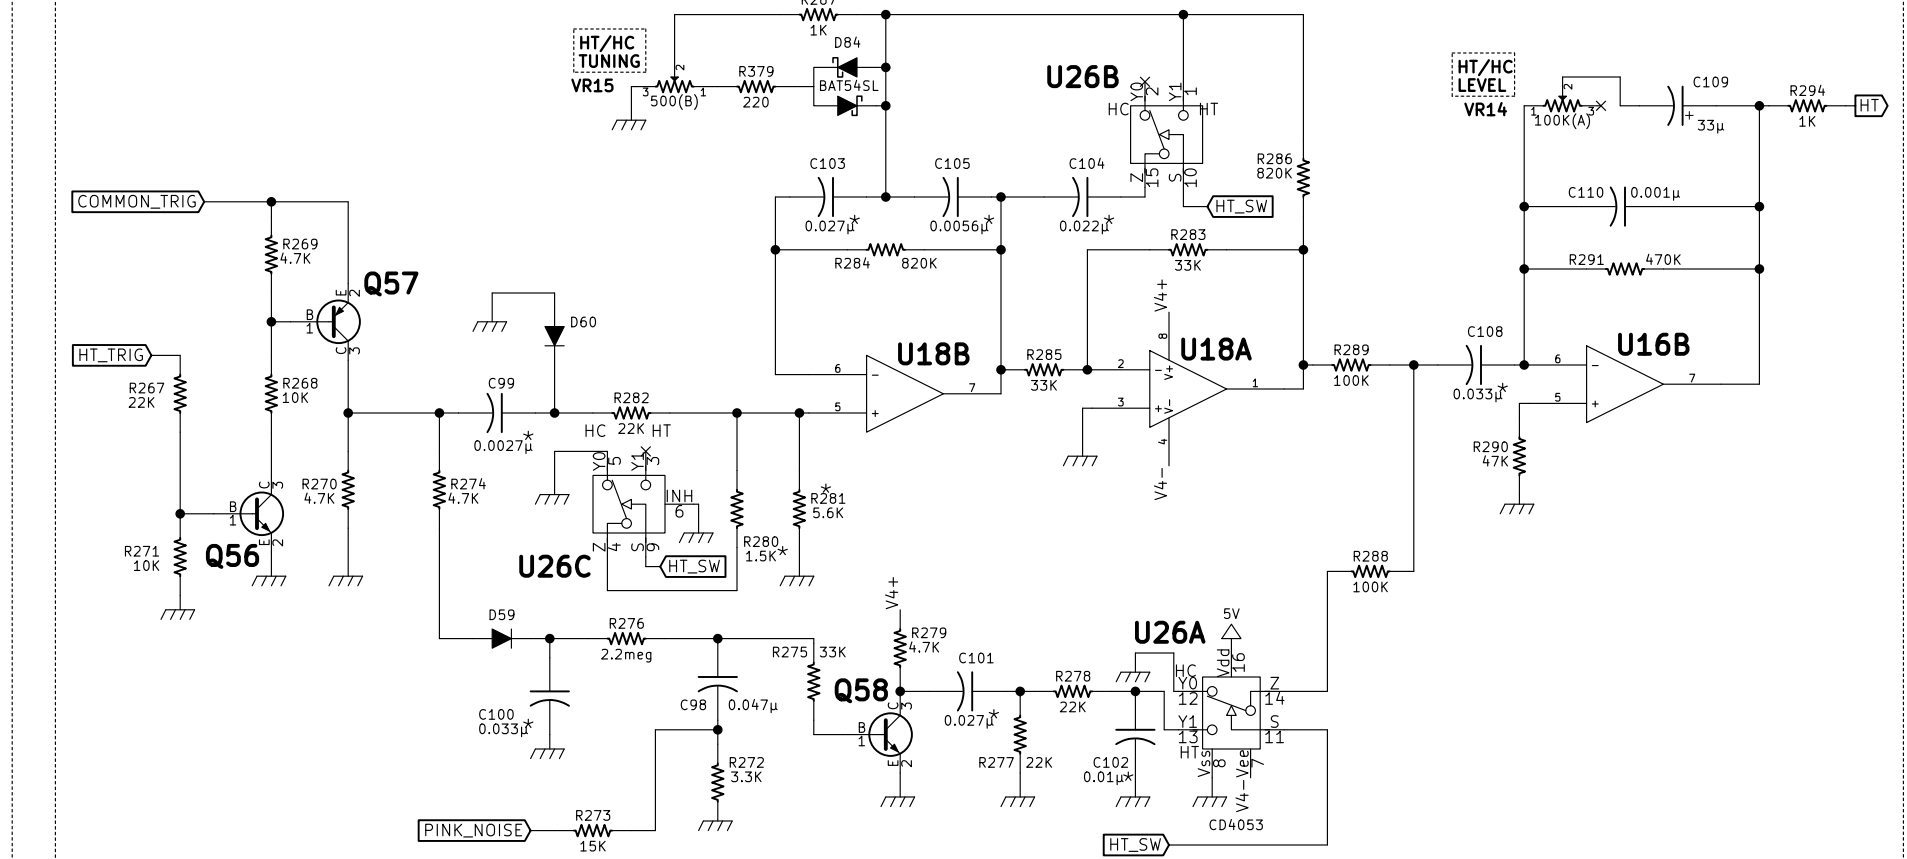 R287
1K
HT/HC
TUNING
VR15
2
3
1
500(B)
R379
220
D84
BAT54SL
U26B
Y0
2
Y1
1
HC
HT
Z
15
S
10
HT_SW
HT/HC
LEVEL
VR14
2
1
3
100K(A)
C109
+
33µ
R294
1K
HT
COMMON_TRIG
C103
0.027µ*
C105
0.0056µ*
C104
0.022µ*
R286
820K
C110
0.001µ
R269
4.7K
R284
820K
R283
33K
R291
470K
Q57
E
2
B
1
C
3
D60
V4+
8
HT_TRIG
R267
22K
R268
10K
U18B
6
−
7
5
+
R285
33K
U18A
2
−
V+
1
3
+
V-
4
V4-
R289
100K
C108
0.033µ*
U16B
6
−
7
5
+
C99
0.0027µ*
R282
22K
HC
HT
Y0
5
Y1
3
INH
6
U26C
Z
4
S
9
HT_SW
R270
4.7K
R274
4.7K
*
R281
5.6K
R280
1.5K*
R290
47K
C
3
B
1
E
2
Q56
R271
10K
R288
100K
D59
R276
2.2meg
R275
33K
V4+
R279
4.7K
C101
0.027µ*
U26A
5V
Vdd
16
HC
Y0
12
Z
14
Y1
13
HT
S
11
Vss
8
V4-
Vee
7
CD4053
Q58
C
3
B
1
E
2
R278
22K
C100
0.033µ*
C98
0.047µ
R277
22K
C102
0.01µ*
R272
3.3K
R273
15K
PINK_NOISE
HT_SW